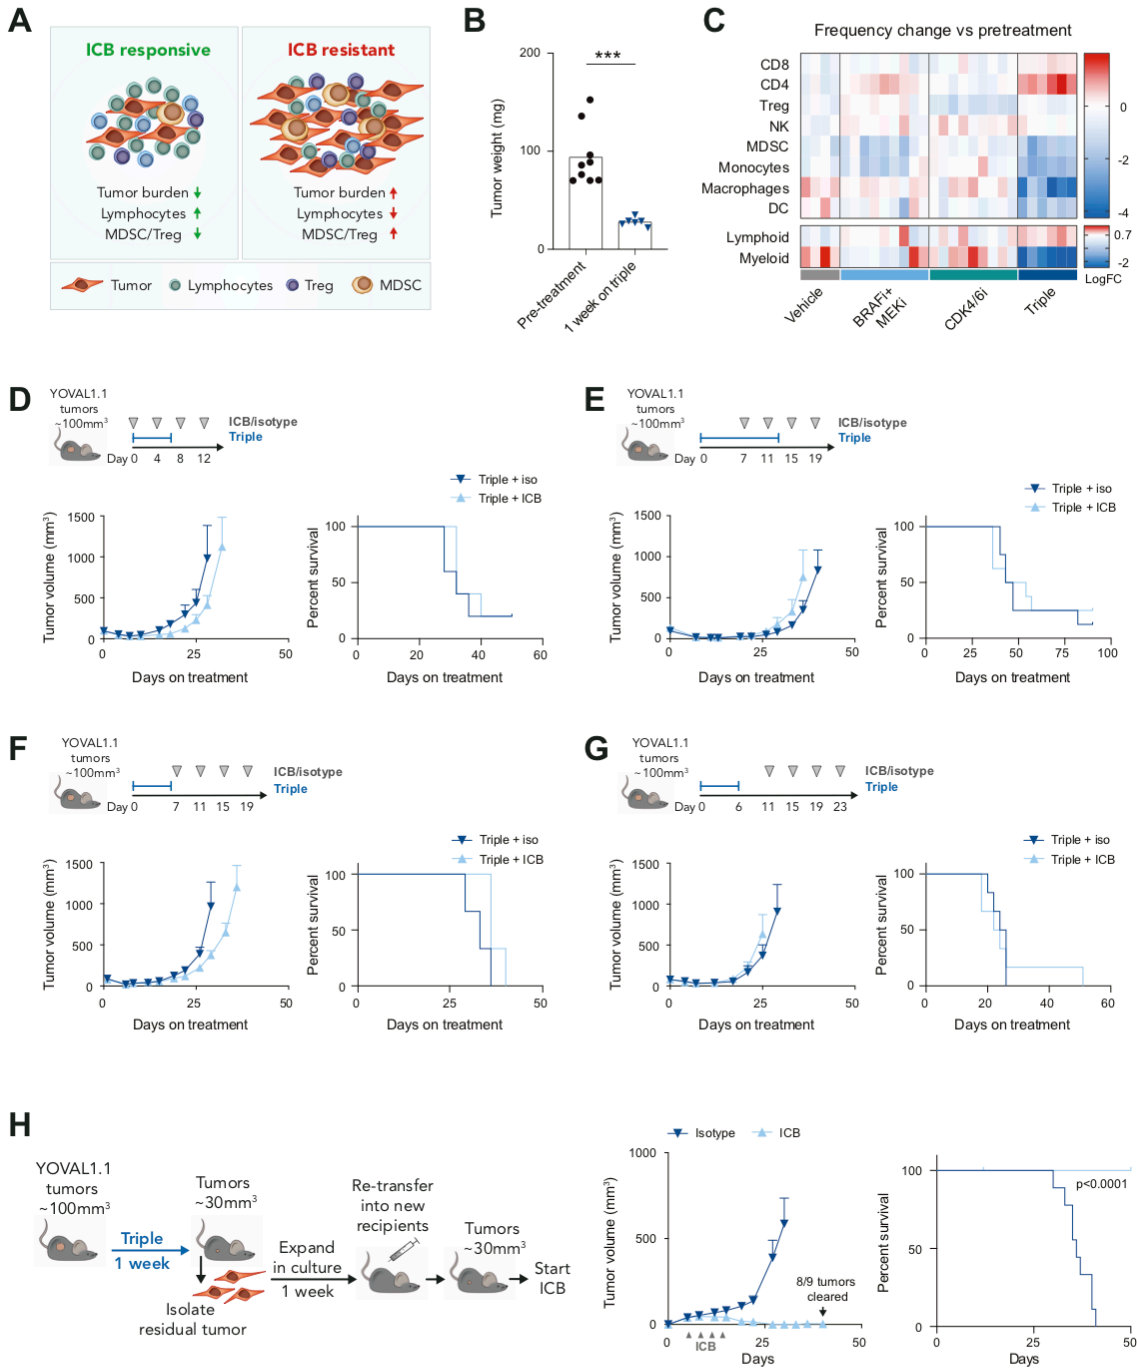 A
ICB responsive
ICB resistant
Tumor burden
Lymphocytes
MDSC/Treg
Tumor burden
Lymphocytes
MDSC/Treg
Tumor
Lymphocytes
Treg
MDSC
B
Tumor weight (mg)
200
100
0
***
Pre-treatment
1 week on triple
C
Frequency change vs pretreatment
CD8
CD4
Treg
NK
MDSC
Monocytes
Macrophages
DC
Lymphoid
Myeloid
0
-2
-4
0.7
-2
LogFC
Vehicle
BRAFi+
MEKi
CDK4/6i
Triple
D
YOVAL1.1
tumors
~100mm³
ICB/isotype
Triple
Day 0 4 8 12
Triple + iso
Triple + ICB
Tumor volume (mm³)
1500
1000
500
0
0 25 50
Days on treatment
Percent survival
100
50
0
0 20 40 60
Days on treatment
E
YOVAL1.1
tumors
~100mm³
ICB/isotype
Triple
Day 0 7 11 15 19
Triple + iso
Triple + ICB
Tumor volume (mm³)
1500
1000
500
0
0 25 50
Days on treatment
Percent survival
100
50
0
0 25 50 75 100
Days on treatment
F
YOVAL1.1
tumors
~100mm³
ICB/isotype
Triple
Day 0 7 11 15 19
Triple + iso
Triple + ICB
Tumor volume (mm³)
1500
1000
500
0
0 25 50
Days on treatment
Percent survival
100
50
0
0 25 50
Days on treatment
G
YOVAL1.1
tumors
~100mm³
ICB/isotype
Triple
Day 0 6 11 15 19 23
Triple + iso
Triple + ICB
Tumor volume (mm³)
1500
1000
500
0
0 25 50
Days on treatment
Percent survival
100
50
0
0 20 40 60
Days on treatment
H
YOVAL1.1
tumors
~100mm³
Triple
1 week
Tumors
~30mm³
Isolate
residual tumor
Expand
in culture
1 week
Re-transfer
into new
recipients
Tumors
~30mm³
Start
ICB
Isotype
ICB
Tumor volume (mm³)
1000
500
0
8/9 tumors
cleared
ICB
0 25 50
Days
Percent survival
100
50
0
p<0.0001
0 25 50
Days